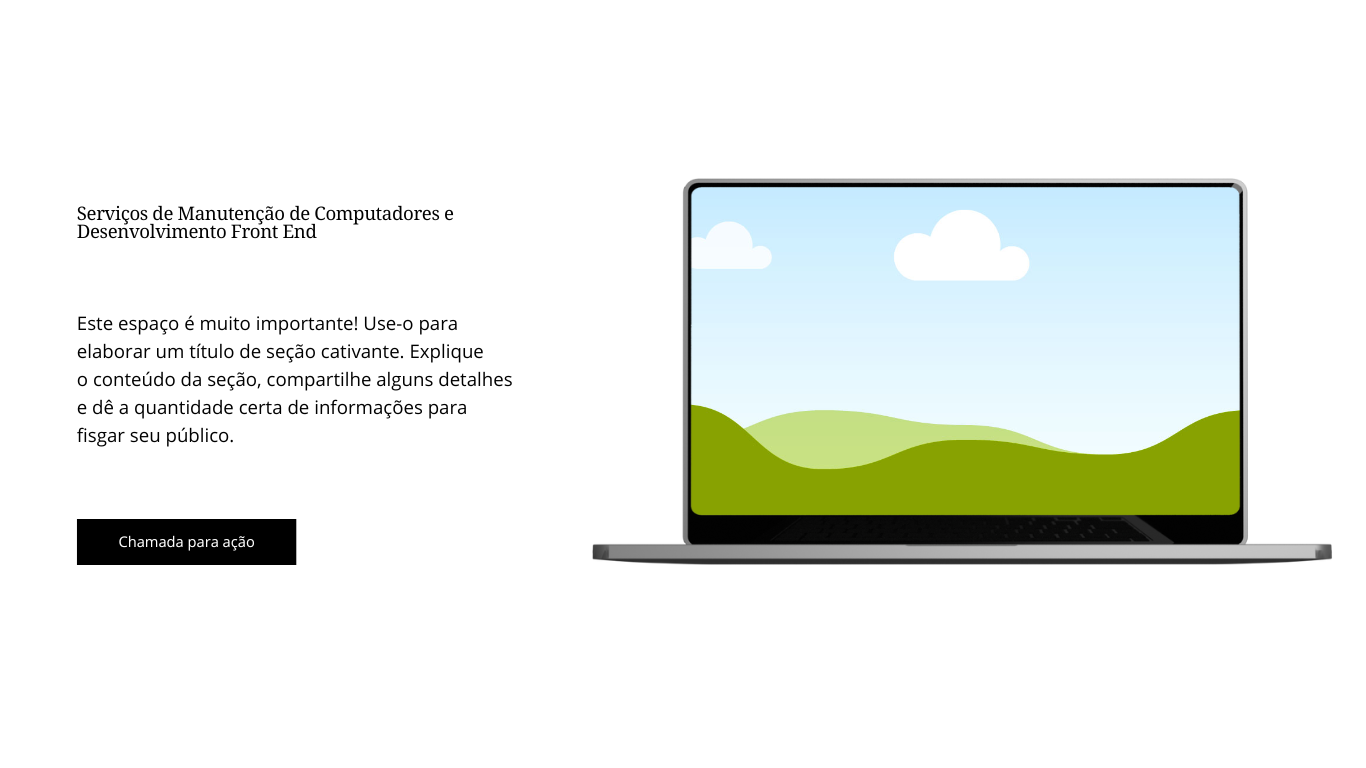 Serviços de Manutenção de Computadores e
Desenvolvimento Front End
Este espaço é muito importante! Use-o para
elaborar um título de seção cativante. Explique
o conteúdo da seção, compartilhe alguns detalhes
e dê a quantidade certa de informações para
fisgar seu público.
Chamada para ação